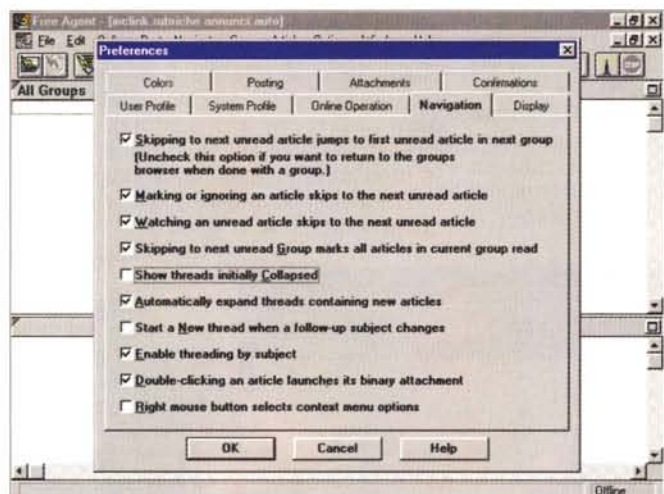 Free Agent - [mclink.rubriche.annunci.auto]
File Edit
Preferences
All Groups
Colors Posting Attachments Confirmations
User Profile System Profile Online Operation Navigation Display
Skipping to next unread article jumps to first unread article in next group
(Uncheck this option if you want to return to the groups
browser when done with a group.)
Marking or ignoring an article skips to the next unread article
Watching an unread article skips to the next unread article
Skipping to next unread Group marks all articles in current group read
Show threads initially Collapsed
Automatically expand threads containing new articles
Start a New thread when a follow-up subject changes
Enable threading by subject
Double-clicking an article launches its binary attachment
Right mouse button selects context menu options
OK Cancel Help
Offline